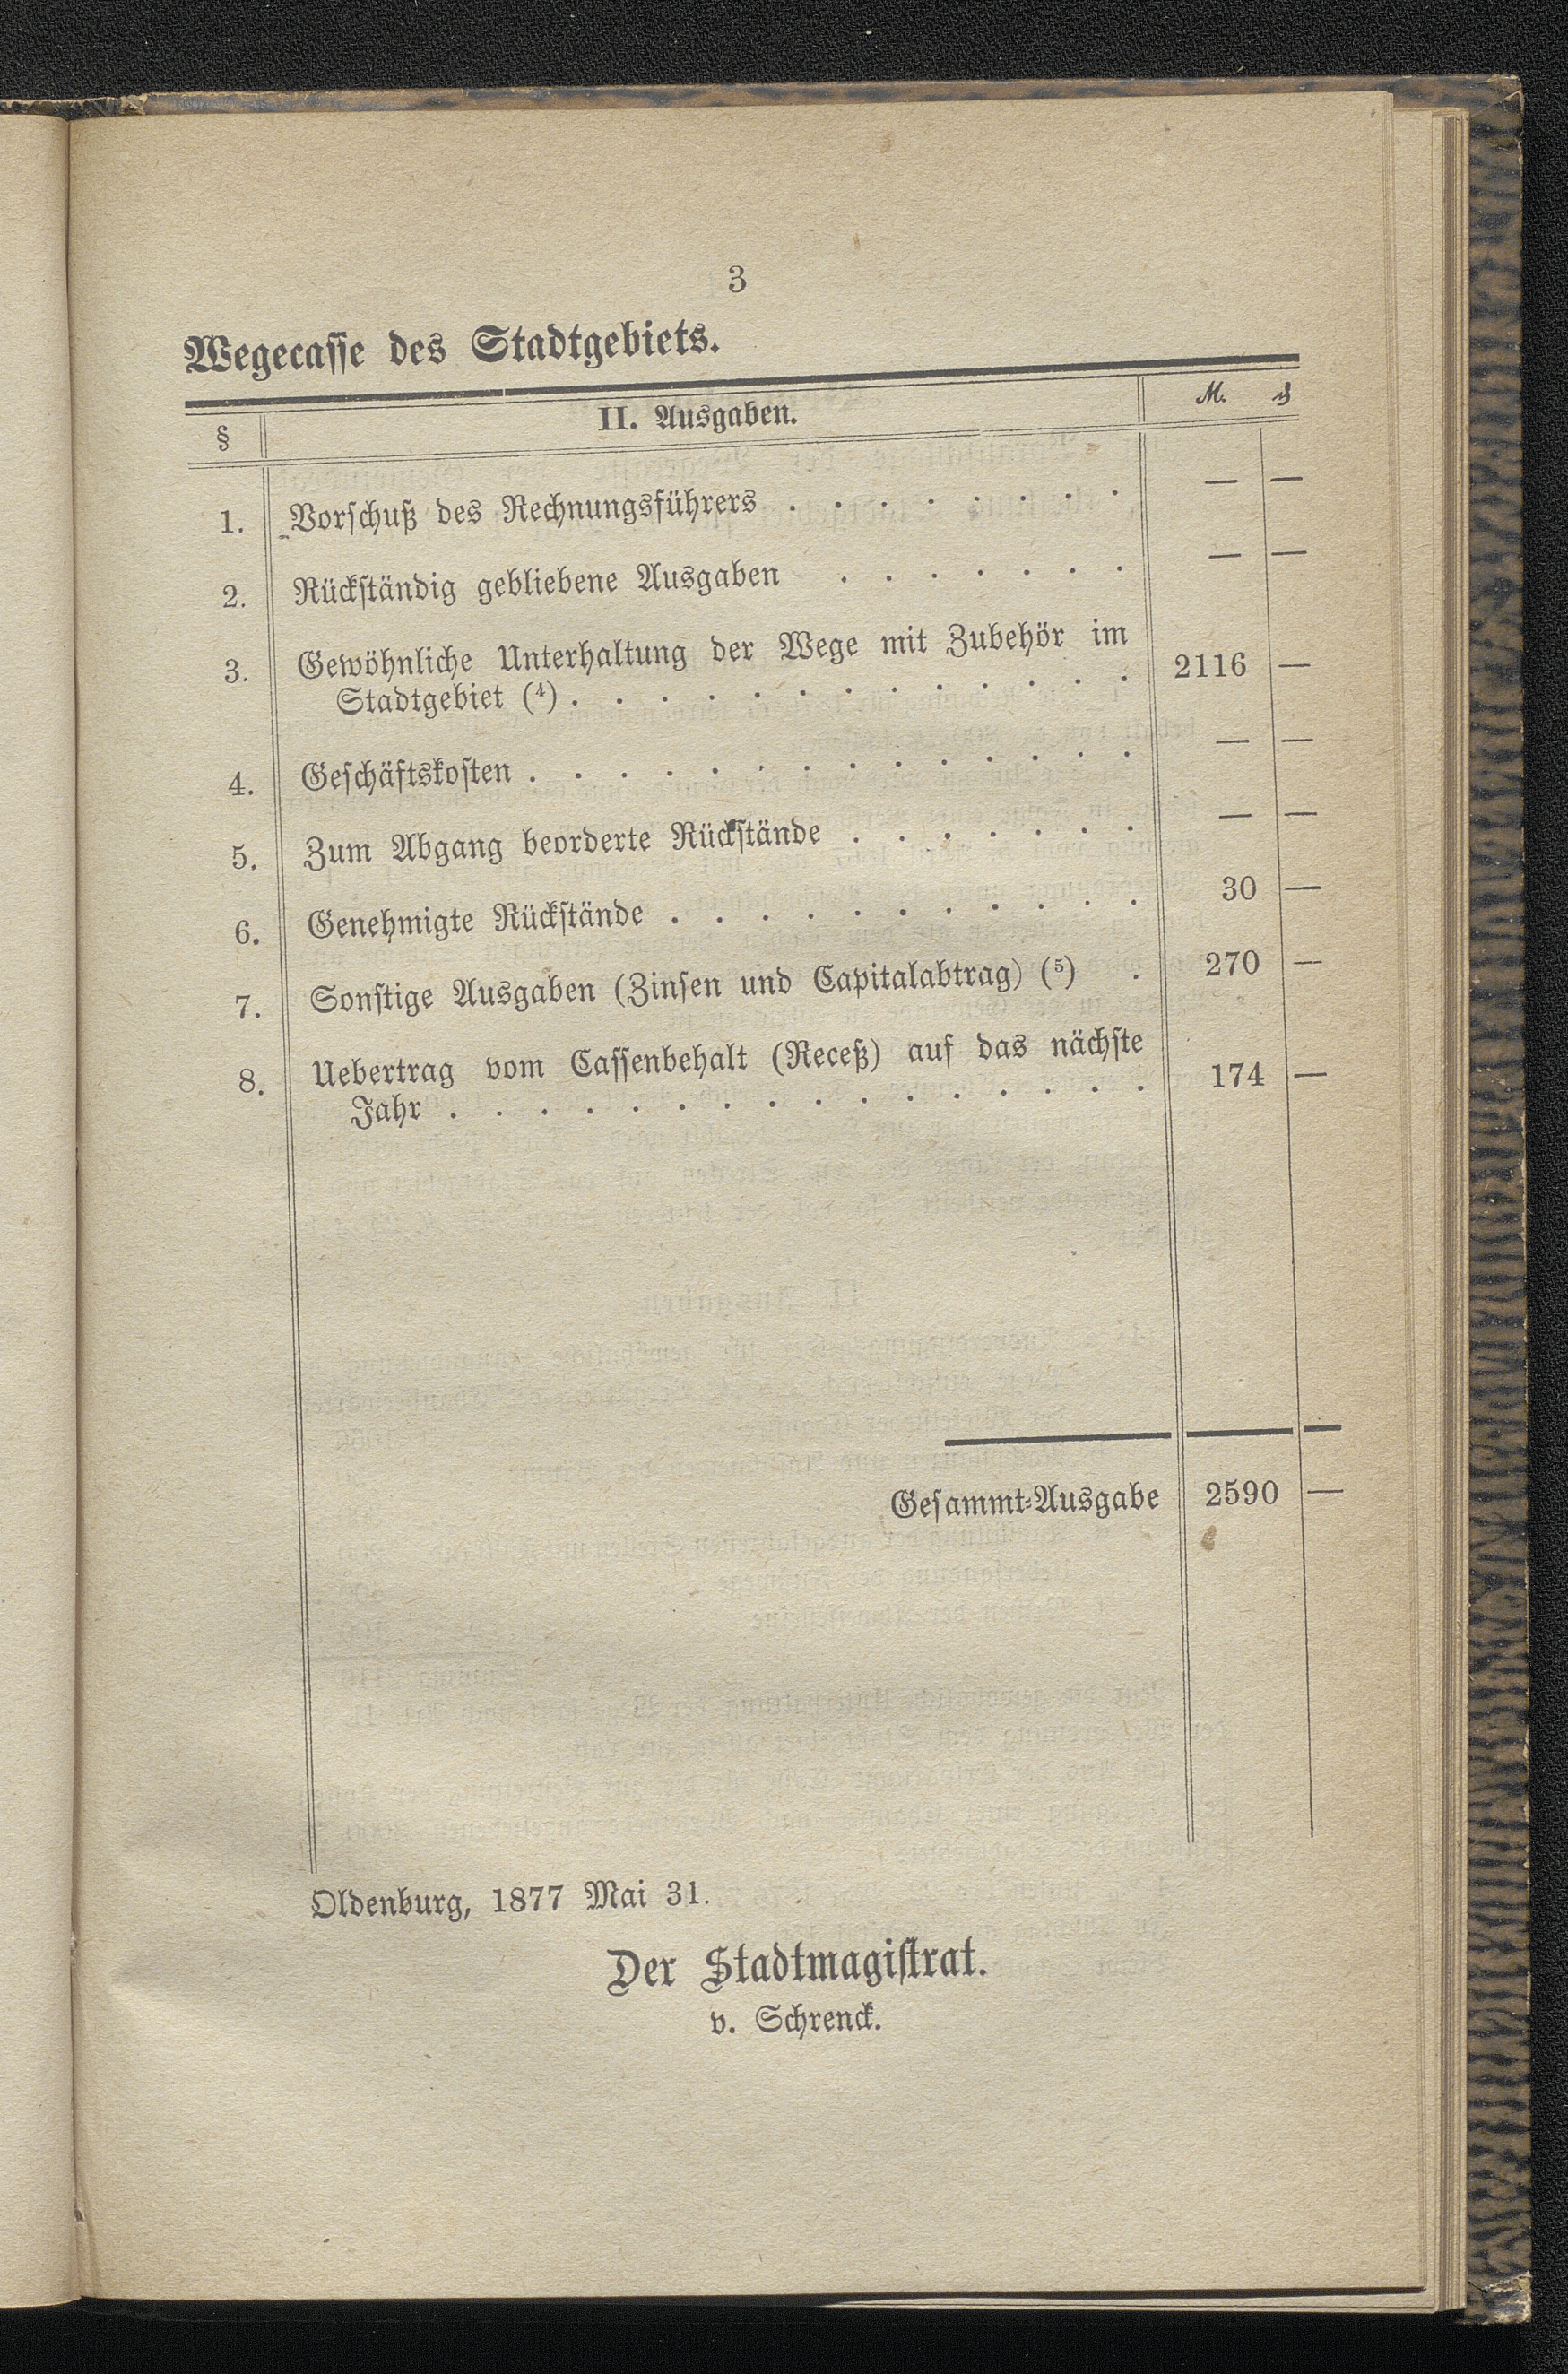 3
Wegecasse des Stadtgebiets.
§ II. Ausgaben. M. ₰
1. Vorschuß des Rechnungsführers . . . . . . . . — —
2. Rückständig gebliebene Ausgaben . . . . . . . — —
3. Gewöhnliche Unterhaltung der Wege mit Zubehör im
Stadtgebiet (⁴) . . . . . . . . . . . . . 2116 —
4. Geschäftskosten . . . . . . . . . . . . . . — —
5. Zum Abgang beorderte Rückstände . . . . . . . — —
6. Genehmigte Rückstände . . . . . . . . . . . 30 —
7. Sonstige Ausgaben (Zinsen und Capitalabtrag) (⁵) . 270 —
8. Uebertrag vom Cassenbehalt (Receß) auf das nächste
Jahr . . . . . . . . . . . . . . . . 174 —
Gesammt-Ausgabe 2590 —
Oldenburg, 1877 Mai 31.
Der Stadtmagistrat.
v. Schrenck.